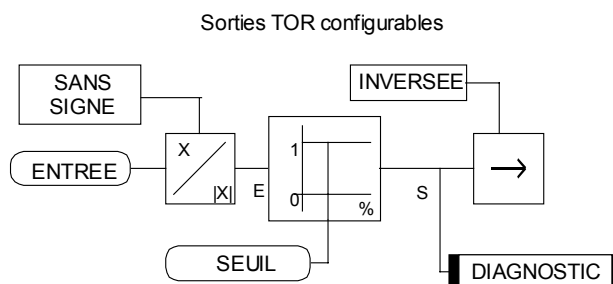 Sorties TOR configurables
SANS
SIGNE
INVERSEE
X
|X|
ENTREE
E
1
0
%
S
SEUIL
DIAGNOSTIC